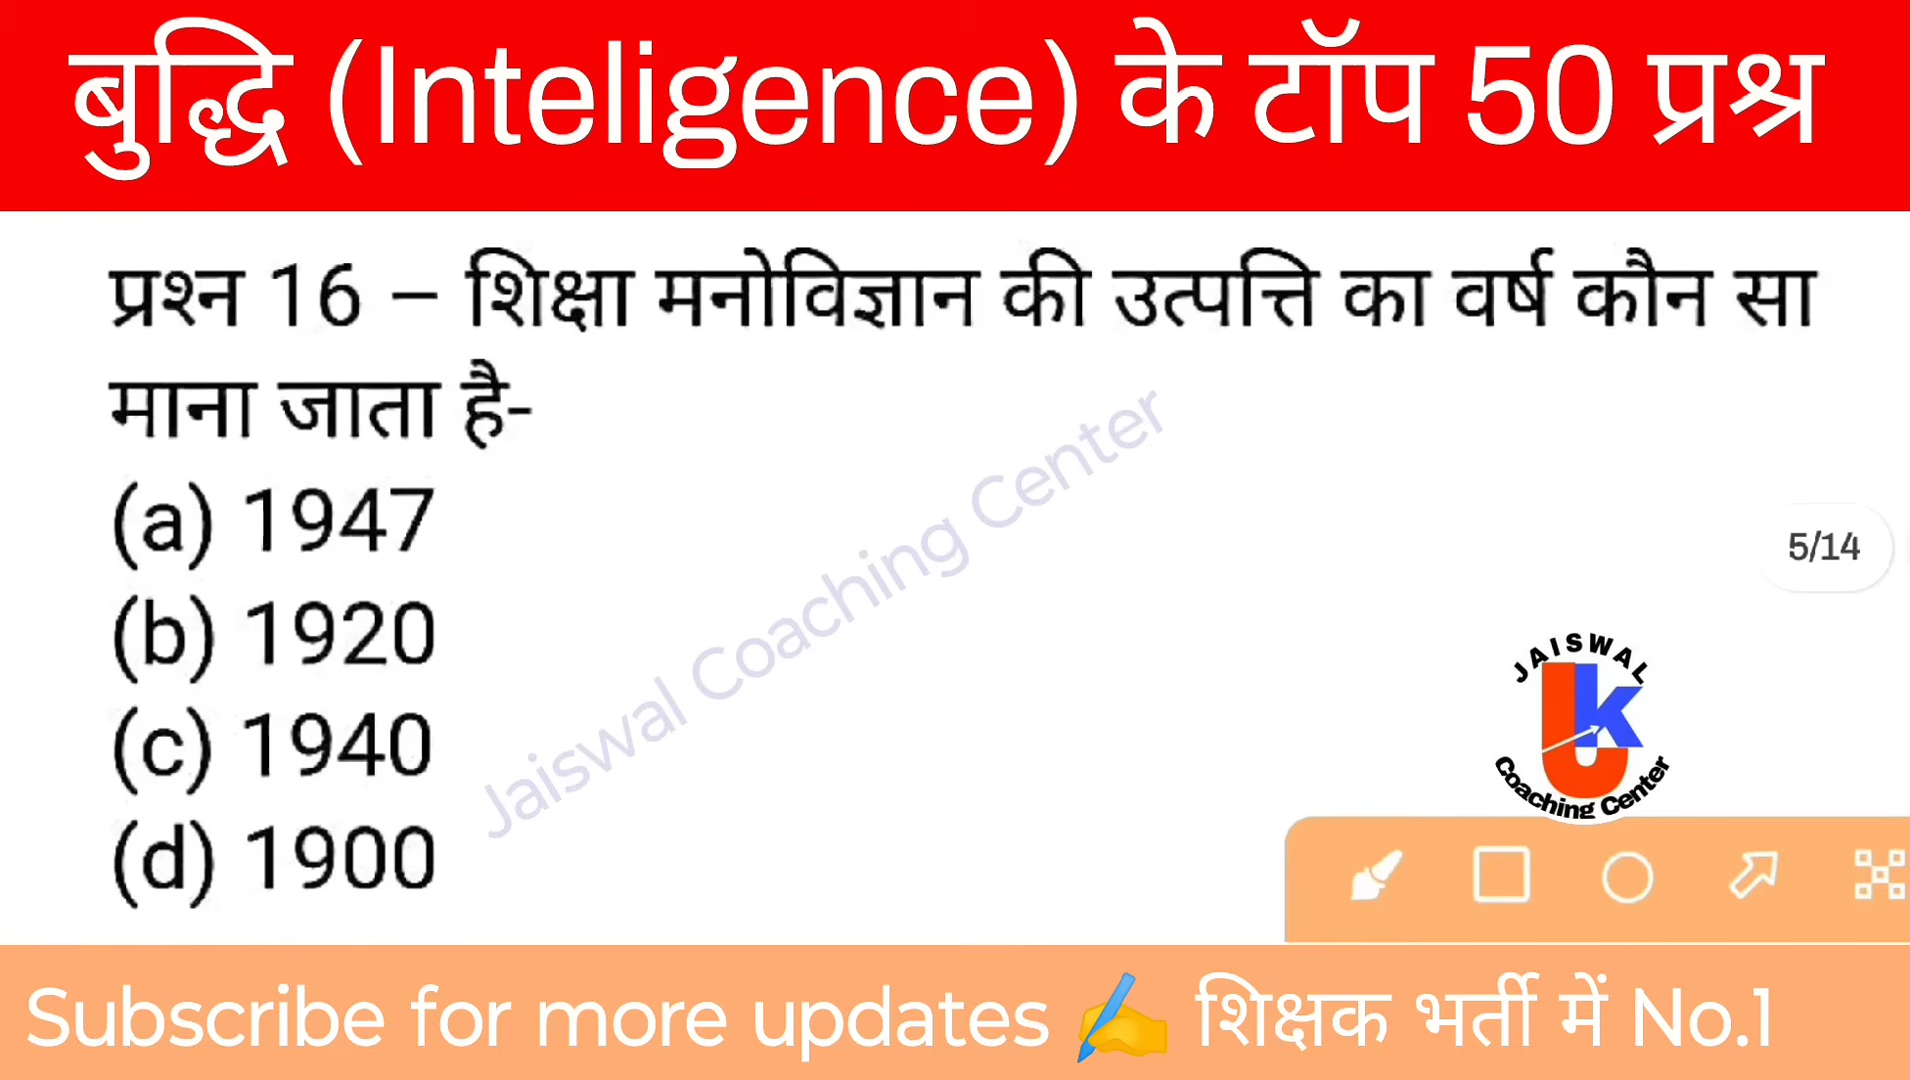 बुद्धि (Inteligence) के टॉप 50 प्रश्र
प्रश्न 16 – शिक्षा मनोविज्ञान की उत्पत्ति का वर्ष कौन सा
माना जाता है-
(a) 1947
(b) 1920
(c) 1940
(d) 1900
Jaiswal Coaching Center
5/14
JAISWAL
JK
Coaching Center
Subscribe for more updates ✍️ शिक्षक भर्ती में No.1